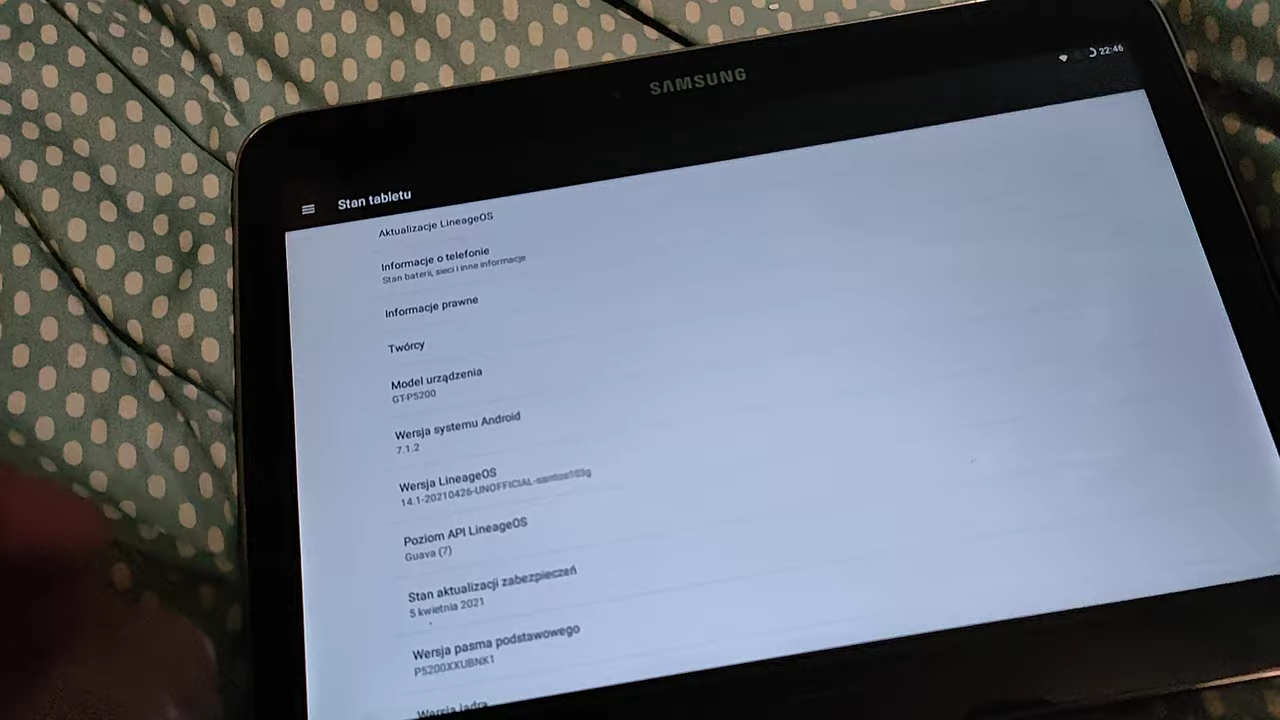 SAMSUNG
22:46
Stan tabletu
Aktualizacje LineageOS
Informacje o telefonie
Stan baterii, sieci i inne informacje
Informacje prawne
Twórcy
Model urządzenia
GT-P5200
Wersja systemu Android
7.1.2
Wersja LineageOS
14.1-20210426-UNOFFICIAL-santos103g
Poziom API LineageOS
Guava (7)
Stan aktualizacji zabezpieczeń
5 kwietnia 2021
Wersja pasma podstawowego
P5200XXUBNK1
Wersja jądra